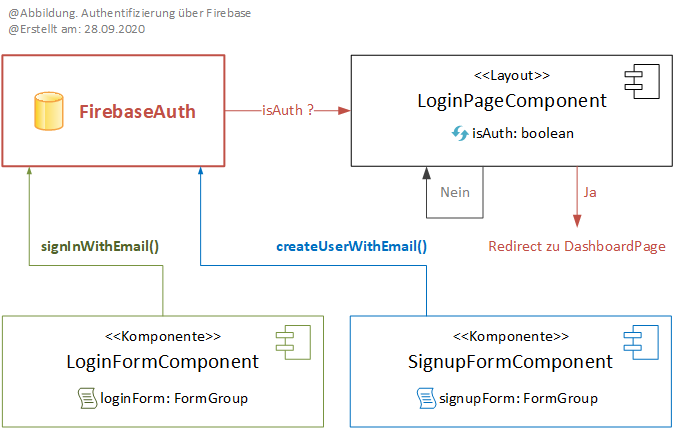 @Abbildung. Authentifizierung über Firebase
@Erstellt am: 28.09.2020
FirebaseAuth
isAuth ?
<<Layout>>
LoginPageComponent
isAuth: boolean
Nein
Ja
Redirect zu DashboardPage
signInWithEmail()
createUserWithEmail()
<<Komponente>>
LoginFormComponent
loginForm: FormGroup
<<Komponente>>
SignupFormComponent
signupForm: FormGroup